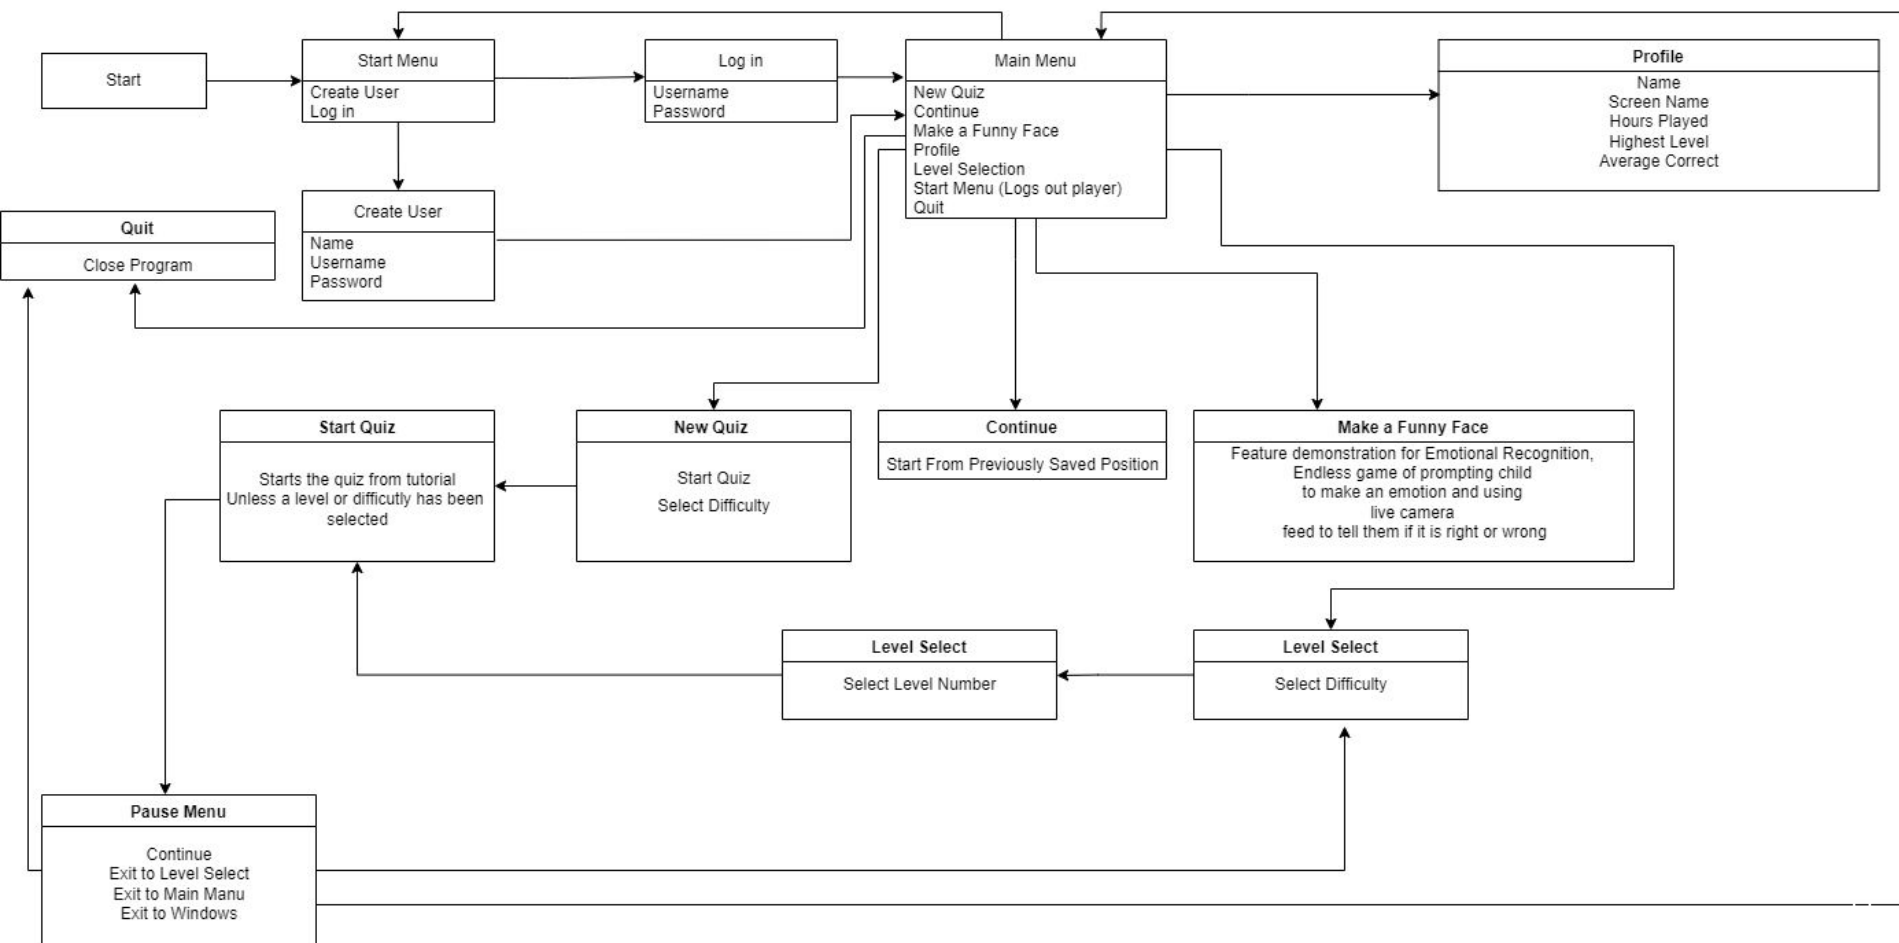 Start
Start Menu
Create User
Log in
Log in
Username
Password
Main Menu
New Quiz
Continue
Make a Funny Face
Profile
Level Selection
Start Menu (Logs out player)
Quit
Profile
Name
Screen Name
Hours Played
Highest Level
Average Correct
Quit
Close Program
Create User
Name
Username
Password
Start Quiz
Starts the quiz from tutorial
Unless a level or difficutly has been
selected
New Quiz
Start Quiz
Select Difficulty
Continue
Start From Previously Saved Position
Make a Funny Face
Feature demonstration for Emotional Recognition,
Endless game of prompting child
to make an emotion and using
live camera
feed to tell them if it is right or wrong
Level Select
Select Level Number
Level Select
Select Difficulty
Pause Menu
Continue
Exit to Level Select
Exit to Main Manu
Exit to Windows